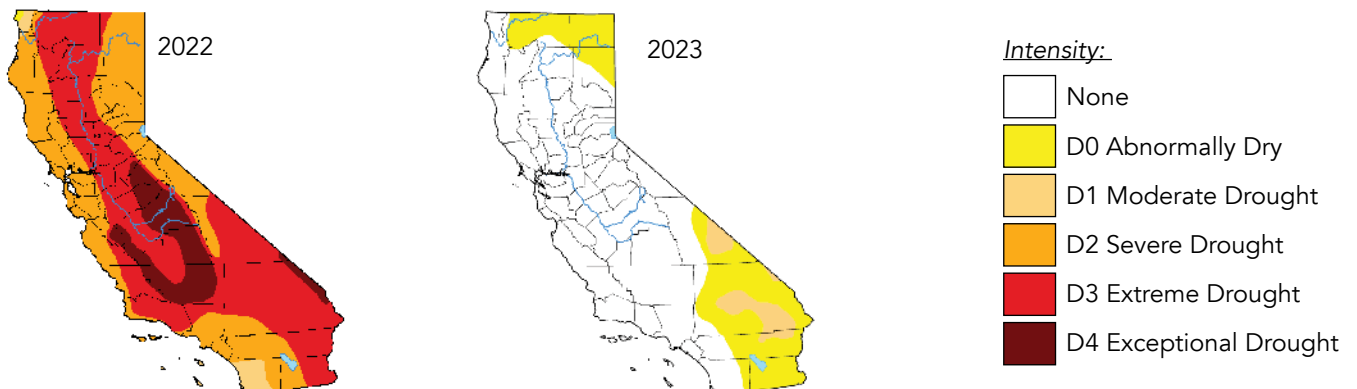 2022
2023
Intensity:
None
D0 Abnormally Dry
D1 Moderate Drought
D2 Severe Drought
D3 Extreme Drought
D4 Exceptional Drought